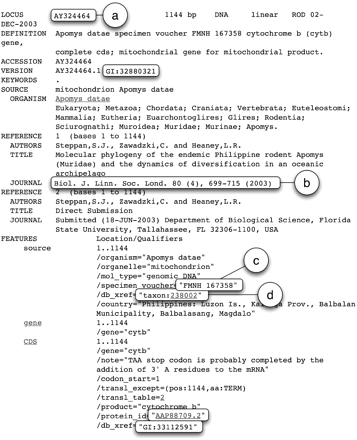 LOCUS AY324464 1144 bp DNA linear ROD 02-
DEC-2003
DEFINITION Apomys datae specimen voucher FMNH 167358 cytochrome b (cytb)
gene,
complete cds; mitochondrial gene for mitochondrial product.
ACCESSION AY324464
VERSION AY324464.1 GI:32880321
KEYWORDS .
SOURCE mitochondrion Apomys datae
ORGANISM Apomys datae
Eukaryota; Metazoa; Chordata; Craniata; Vertebrata; Euteleostomi;
Mammalia; Eutheria; Euarchontoglires; Glires; Rodentia;
Sciurognathi; Muroidea; Muridae; Murinae; Apomys.
REFERENCE 1 (bases 1 to 1144)
AUTHORS Steppan,S.J., Zawadzki,C. and Heaney,L.R.
TITLE Molecular phylogeny of the endemic Philippine rodent Apomys
(Muridae) and the dynamics of diversification in an oceanic
archipelago
JOURNAL Biol. J. Linn. Soc. Lond. 80 (4), 699-715 (2003)
REFERENCE 2 (bases 1 to 1144)
AUTHORS Steppan,S.J., Zawadzki,C. and Heaney,L.R.
TITLE Direct Submission
JOURNAL Submitted (18-JUN-2003) Department of Biological Science, Florida
State University, Tallahassee, FL 32306-1100, USA
FEATURES Location/Qualifiers
source 1..1144
/organism="Apomys datae"
/organelle="mitochondrion"
/mol_type="genomic DNA"
/specimen_voucher="FMNH 167358"
/db_xref="taxon:238002"
/country="Philippines: Luzon Is., Prov., Balbalan
Municipality, Balbalasang, Magdalo"
gene 1..1144
/gene="cytb"
CDS 1..1144
/gene="cytb"
/note="TAA stop codon is probably completed by the
addition of 3' A residues to the mRNA"
/codon_start=1
/transl_except=(pos:1144,aa:TERM)
/transl_table=2
/product="cytochrome b"
/protein_id="AAP88709.2"
/db_xref="GI:33112591"
a
b
c
d